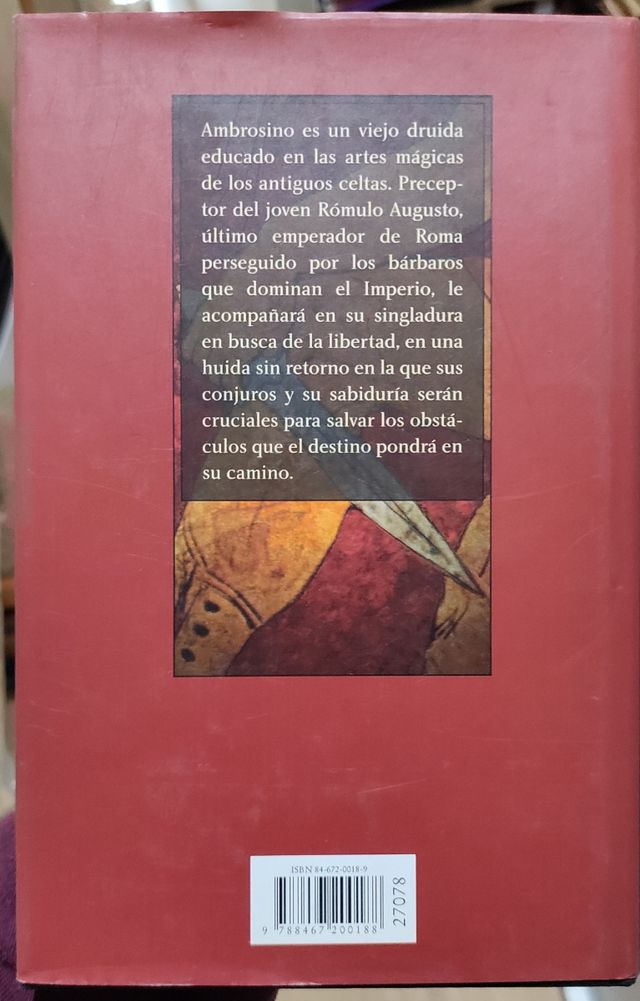 Ambrosino es un viejo druida
educado en las artes mágicas
de los antiguos celtas. Precep-
tor del joven Rómulo Augusto,
último emperador de Roma
perseguido por los bárbaros
que dominan el Imperio, le
acompañará en su singladura
en busca de la libertad, en una
huida sin retorno en la que sus
conjuros y su sabiduría serán
cruciales para salvar los obstá-
culos que el destino pondrá en
su camino.
ISBN 84-672-0018-9
9 788467 200188
27078